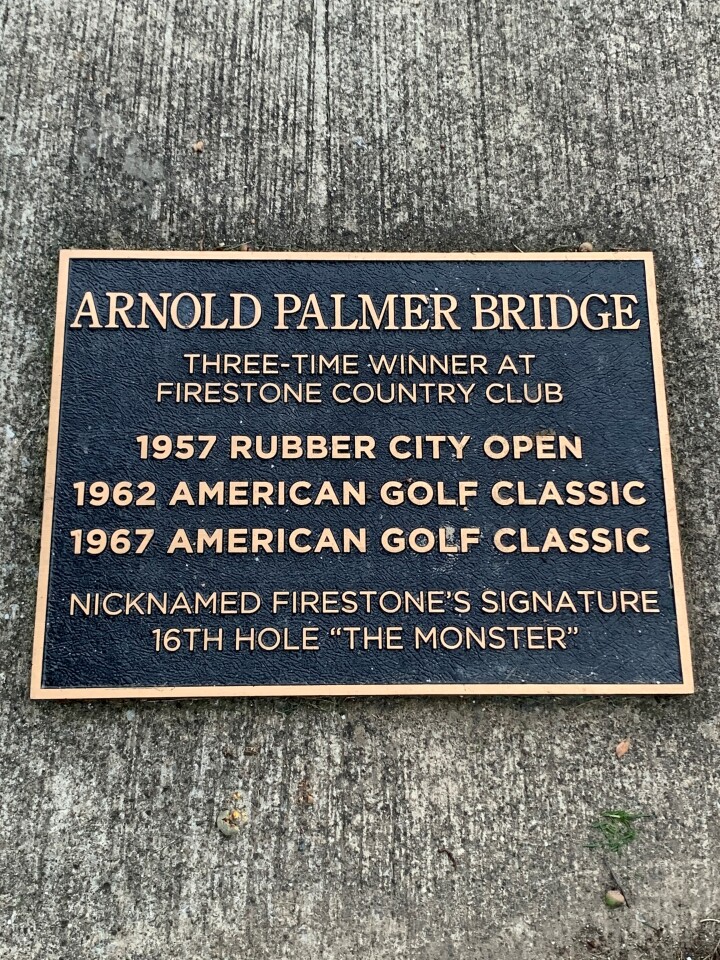 ARNOLD PALMER BRIDGE
THREE-TIME WINNER AT
FIRESTONE COUNTRY CLUB
1957 RUBBER CITY OPEN
1962 AMERICAN GOLF CLASSIC
1967 AMERICAN GOLF CLASSIC
NICKNAMED FIRESTONE'S SIGNATURE
16TH HOLE “THE MONSTER”